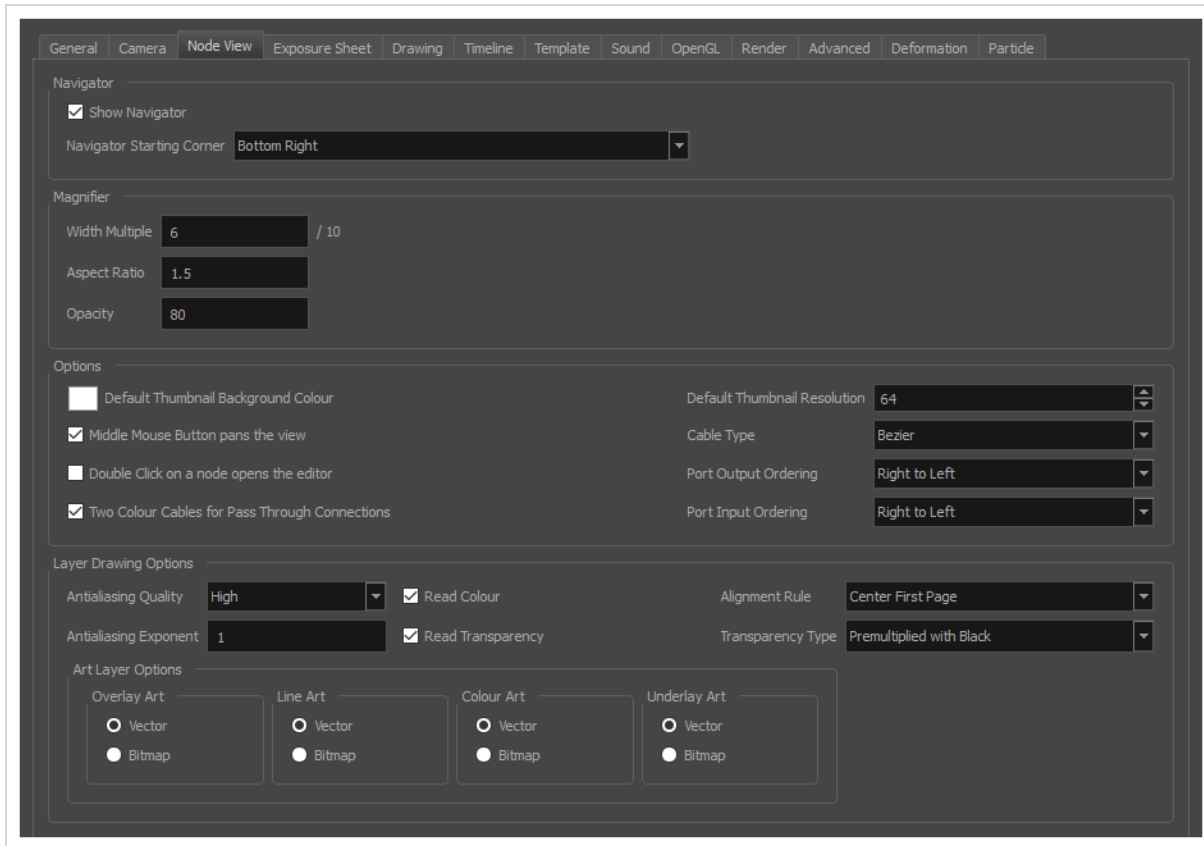 General Camera Node View Exposure Sheet Drawing Timeline Template Sound OpenGL Render Advanced Deformation Particle
Navigator
Show Navigator
Navigator Starting Corner Bottom Right
Magnifier
Width Multiple 6 / 10
Aspect Ratio 1.5
Opacity 80
Options
Default Thumbnail Background Colour Default Thumbnail Resolution 64
Middle Mouse Button pans the view Cable Type Bezier
Double Click on a node opens the editor Port Output Ordering Right to Left
Two Colour Cables for Pass Through Connections Port Input Ordering Right to Left
Layer Drawing Options
Antialiasing Quality High Read Colour Alignment Rule Center First Page
Antialiasing Exponent 1 Read Transparency Transparency Type Premultiplied with Black
Art Layer Options
Overlay Art Line Art Colour Art Underlay Art
Vector Vector Vector Vector
Bitmap Bitmap Bitmap Bitmap